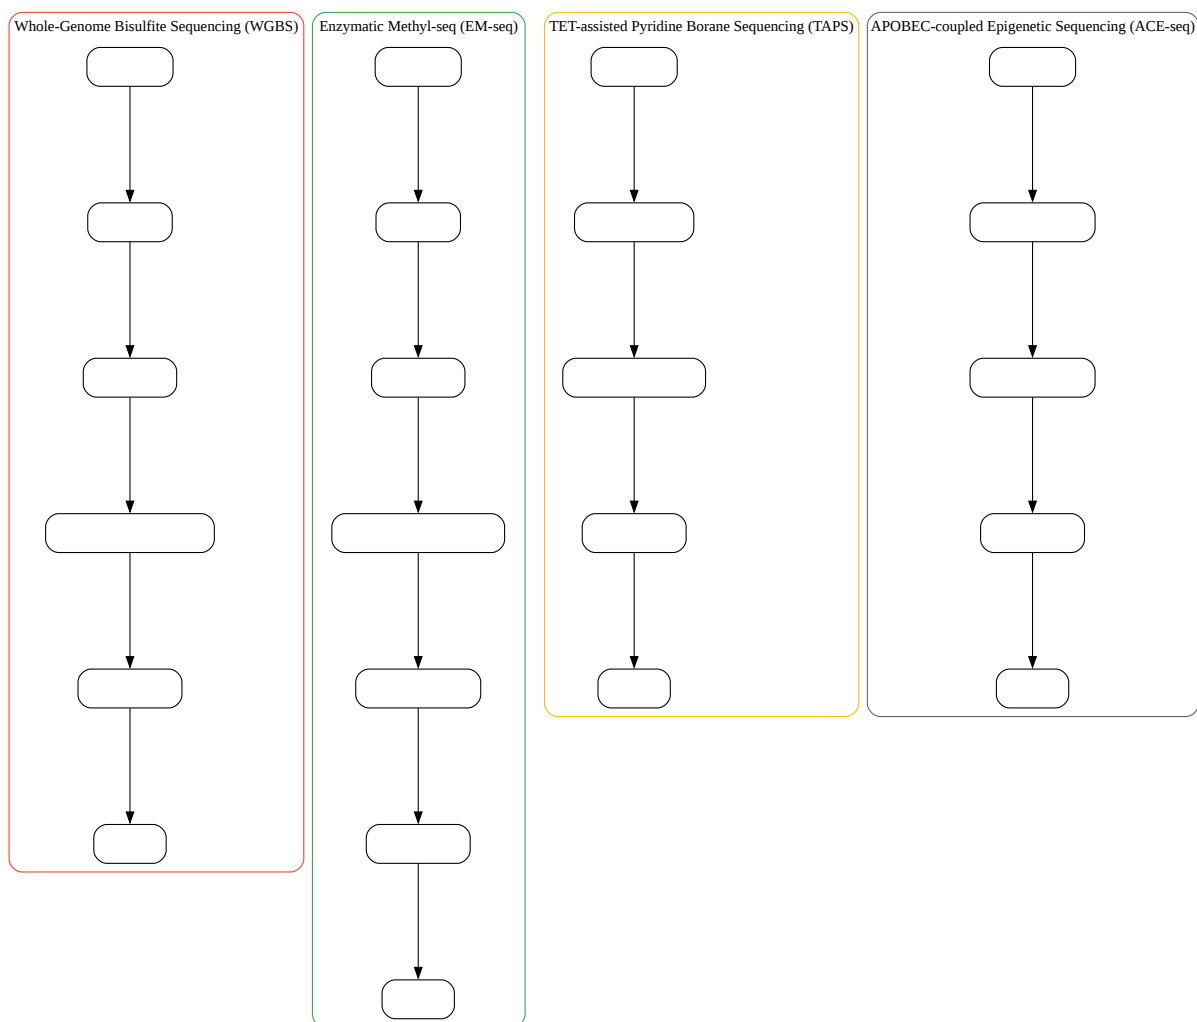 Whole-Genome Bisulfite Sequencing (WGBS)
Enzymatic Methyl-seq (EM-seq)
TET-assisted Pyridine Borane Sequencing (TAPS)
APOBEC-coupled Epigenetic Sequencing (ACE-seq)